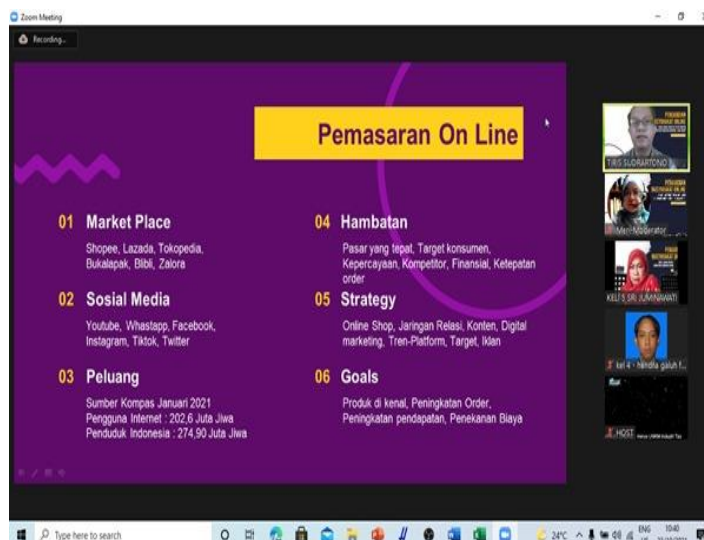 Zoom Meeting
Recording...
Pemasaran On Line
01 Market Place
Shopee, Lazada, Tokopedia,
Bukalapak, Blibli, Zalora
02 Sosial Media
Youtube, Whastapp, Facebook,
Instagram, Tiktok, Twitter
03 Peluang
Sumber Kompas Januari 2021
Pengguna Internet : 202,6 Juta Jiwa
Penduduk Indonesia : 274,90 Juta Jiwa
04 Hambatan
Pasar yang tepat, Target konsumen,
Kepercayaan, Kompetitor, Finansial, Ketepatan
order
05 Strategy
Online Shop, Jaringan Relasi, Konten, Digital
marketing, Tren-Platform, Target, Iklan
06 Goals
Produk di kenal, Peningkatan Order,
Peningkatan pendapatan, Penekanan Biaya
TIRIS SUDRARTONO
Meri-Moderator
SRI JUMINAWATI
kel 4 - handita galuh f...
HOST
Type here to search
24°C
ENG
10:40